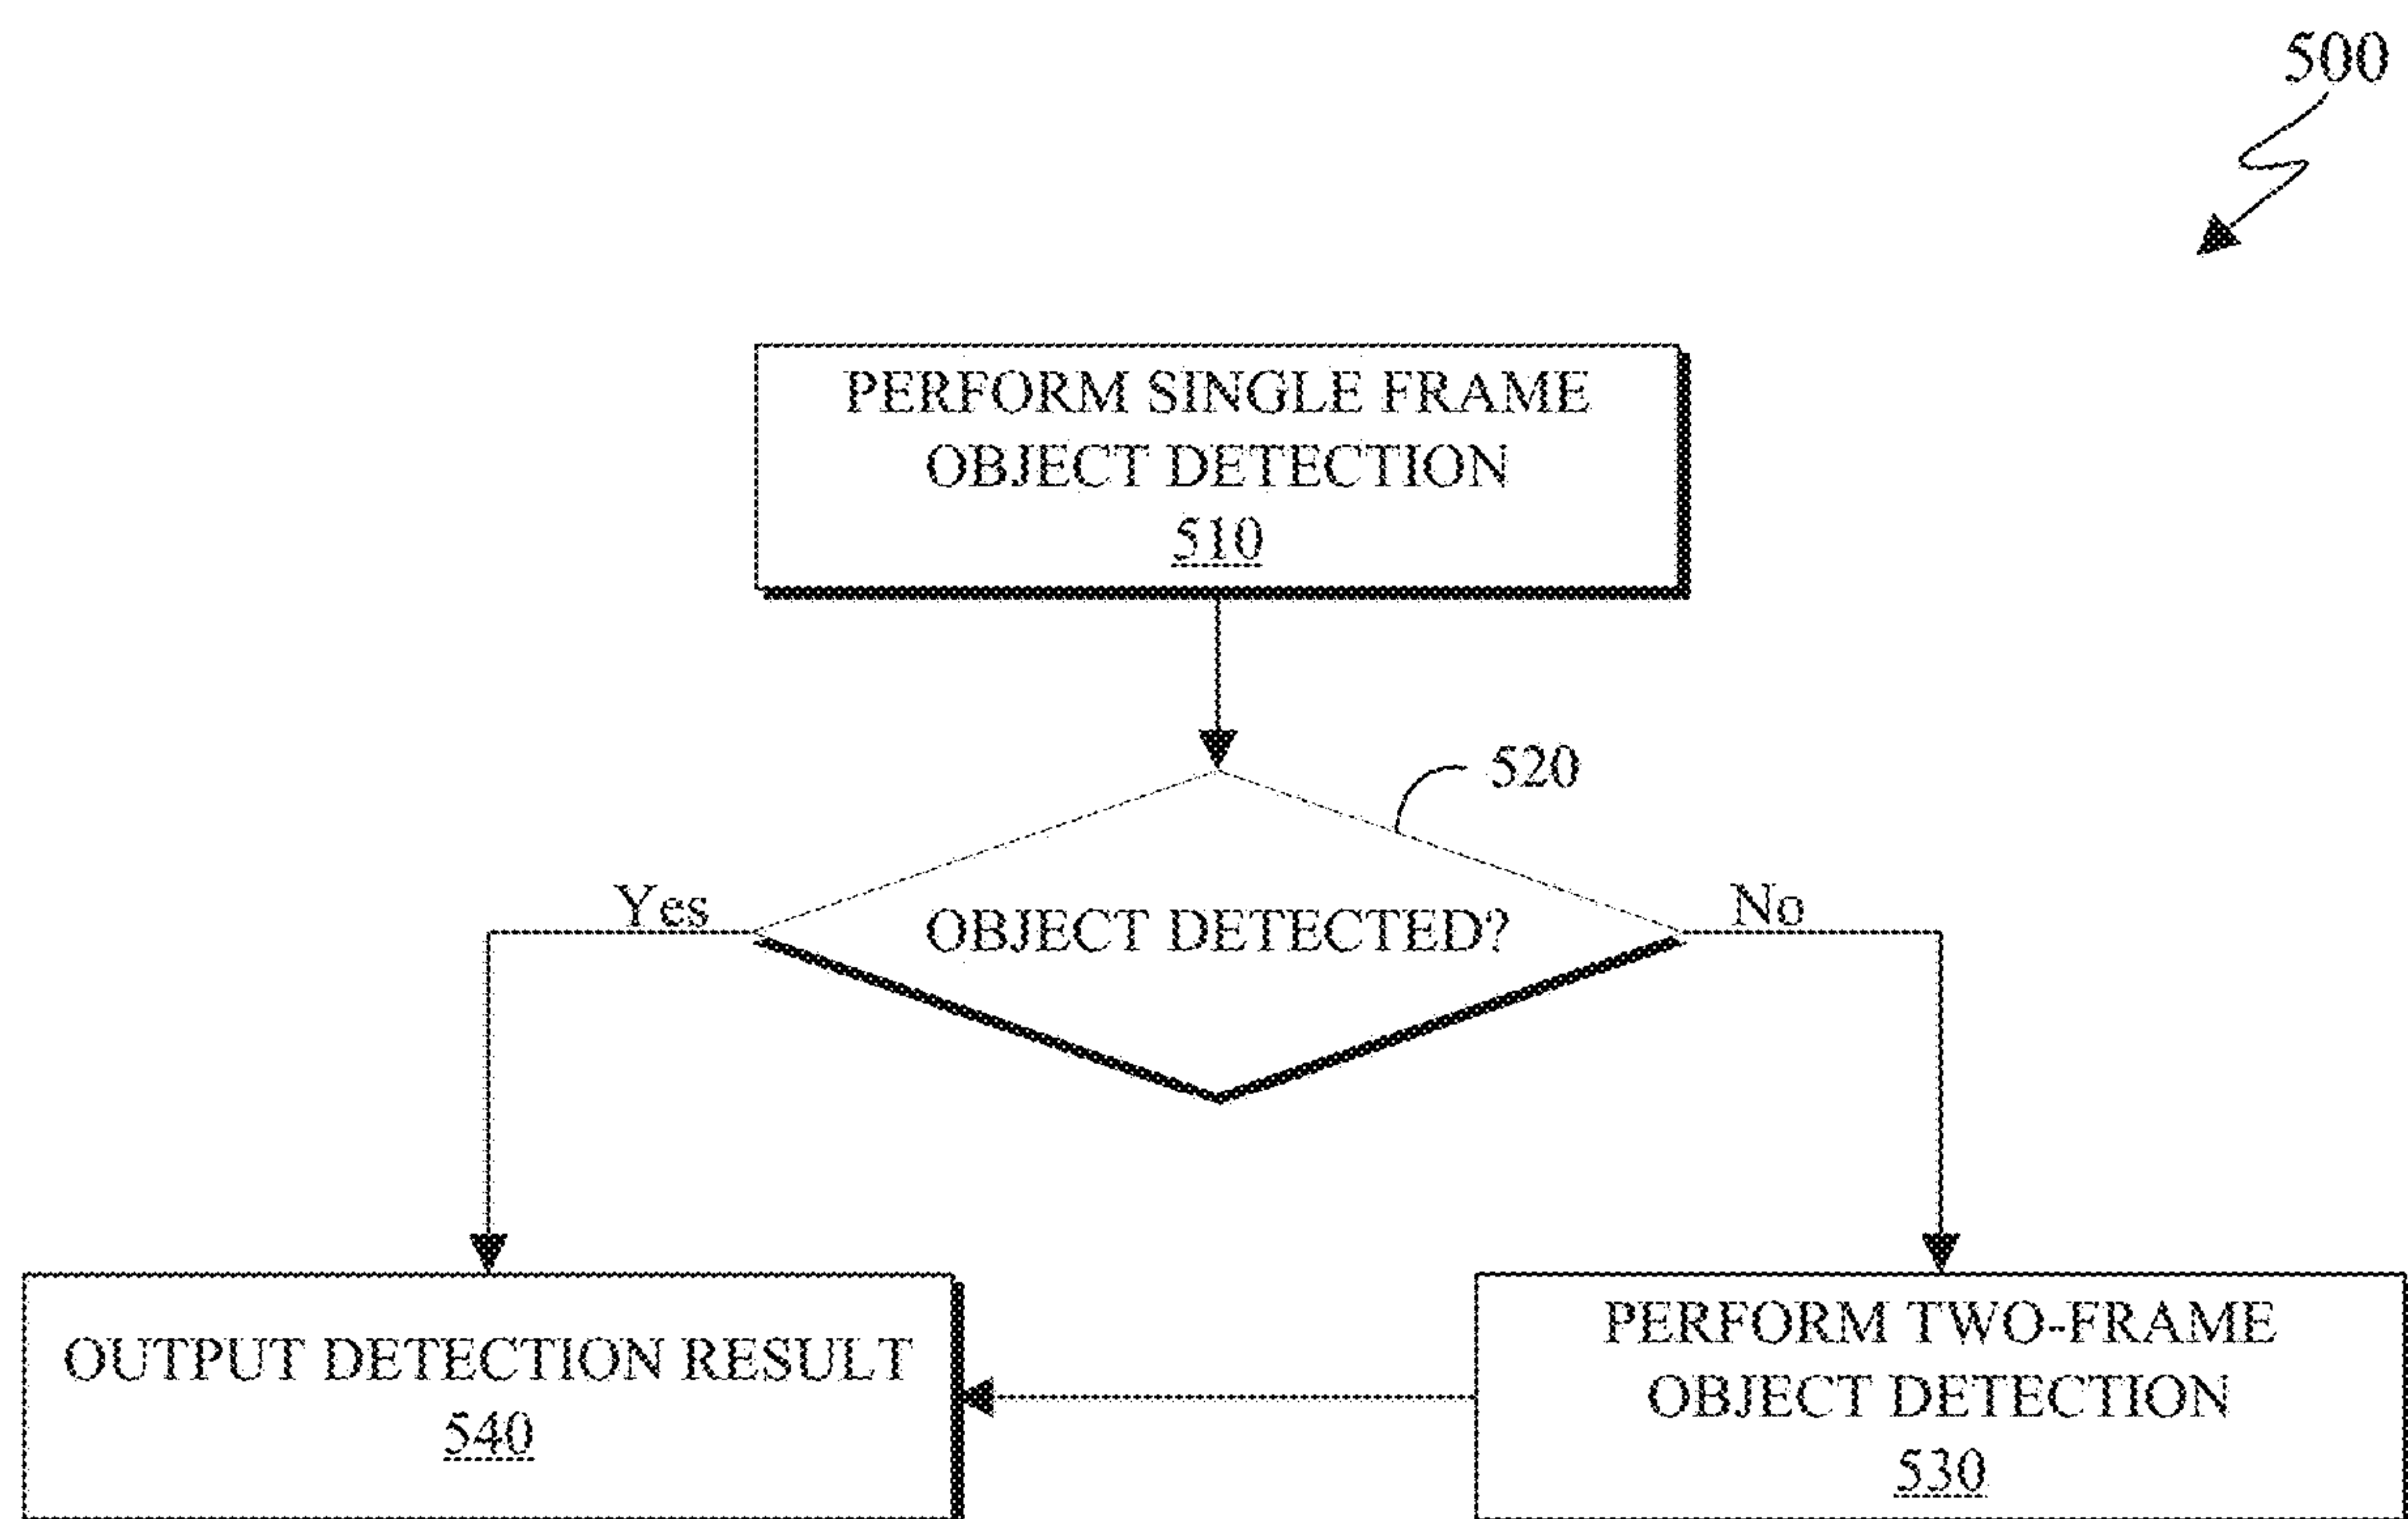 500
PERFORM SINGLE FRAME
OBJECT DETECTION
510
520
Yes
OBJECT DETECTED?
No
OUTPUT DETECTION RESULT
540
PERFORM TWO-FRAME
OBJECT DETECTION
530